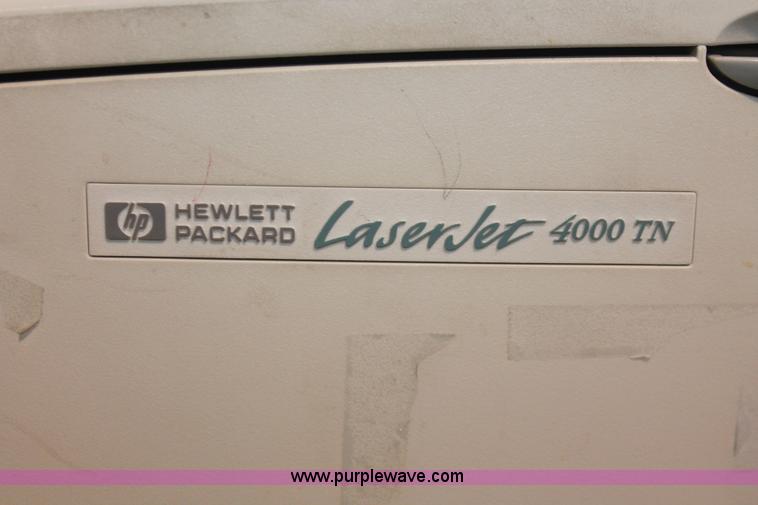 hp HEWLETT PACKARD LaserJet 4000 TN
www.purplewave.com